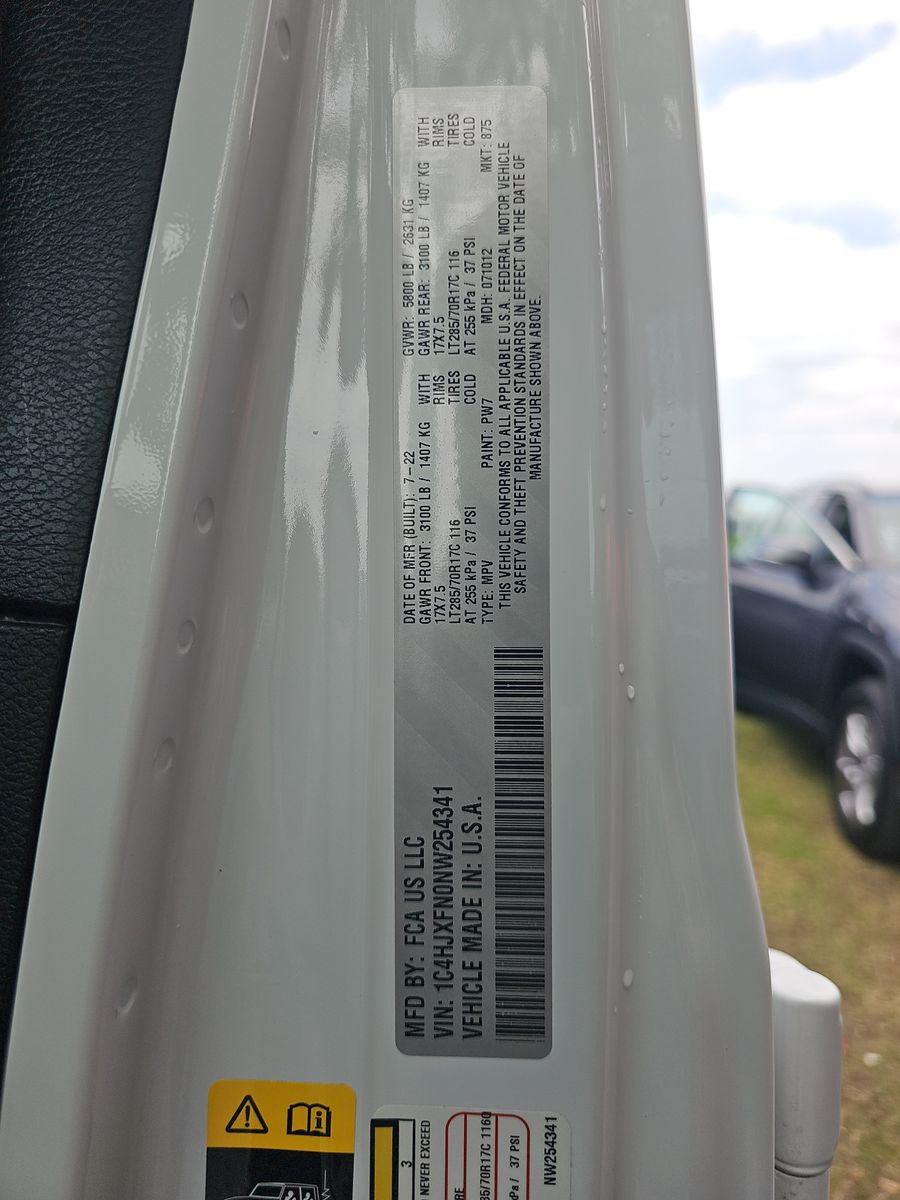 MFD BY: FCA US LLC
VIN: 1C4HJXFN0NW254341
VEHICLE MADE IN: U.S.A.
DATE OF MFR (BUILT): 7-22 GVWR: 5800 LB / 2631 KG
GAWR FRONT: 3100 LB / 1407 KG WITH GAWR REAR: 3100 LB / 1407 KG WITH
17X7.5 RIMS 17X7.5 RIMS
LT285/70R17C 116 TIRES LT285/70R17C 116 TIRES
AT 255 kPa / 37 PSI COLD AT 255 kPa / 37 PSI COLD
TYPE: MPV PAINT: PW7 MDH: 071012 MKT: 875
THIS VEHICLE CONFORMS TO ALL APPLICABLE U.S.A. FEDERAL MOTOR VEHICLE
SAFETY AND THEFT PREVENTION STANDARDS IN EFFECT ON THE DATE OF
MANUFACTURE SHOWN ABOVE.
3
NEVER EXCEED
NW254341